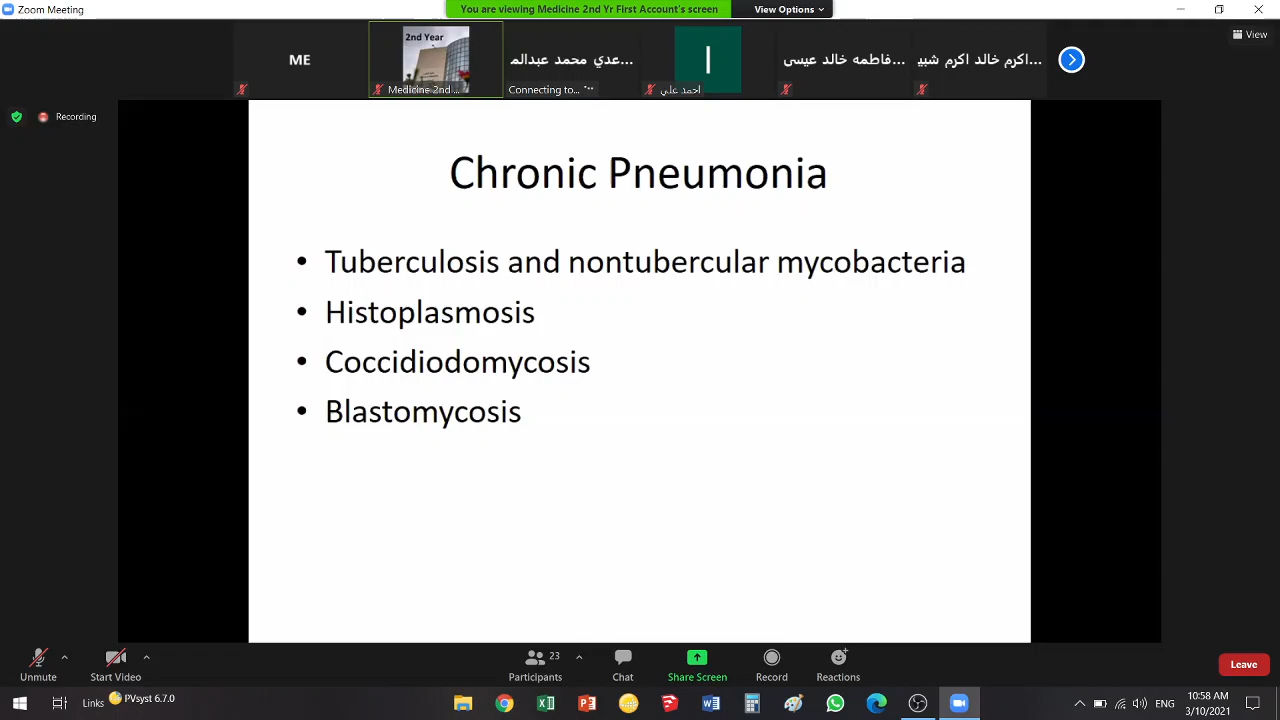 Zoom Meeting
You are viewing Medicine 2nd Yr First Account's screen
View Options
View
ME
2nd Year
Medicine 2nd ...
عدي محمد عبدالم...
Connecting to...
ا
احمد علي
فاطمه خالد عيسى...
اكرم خالد اكرم شبي...
Recording
Chronic Pneumonia
• Tuberculosis and nontubercular mycobacteria
• Histoplasmosis
• Coccidiodomycosis
• Blastomycosis
Unmute
Start Video
23
Participants
Chat
Share Screen
Record
Reactions
Leave
Links
PVsyst 6.7.0
ENG
10:58 AM
3/10/2021